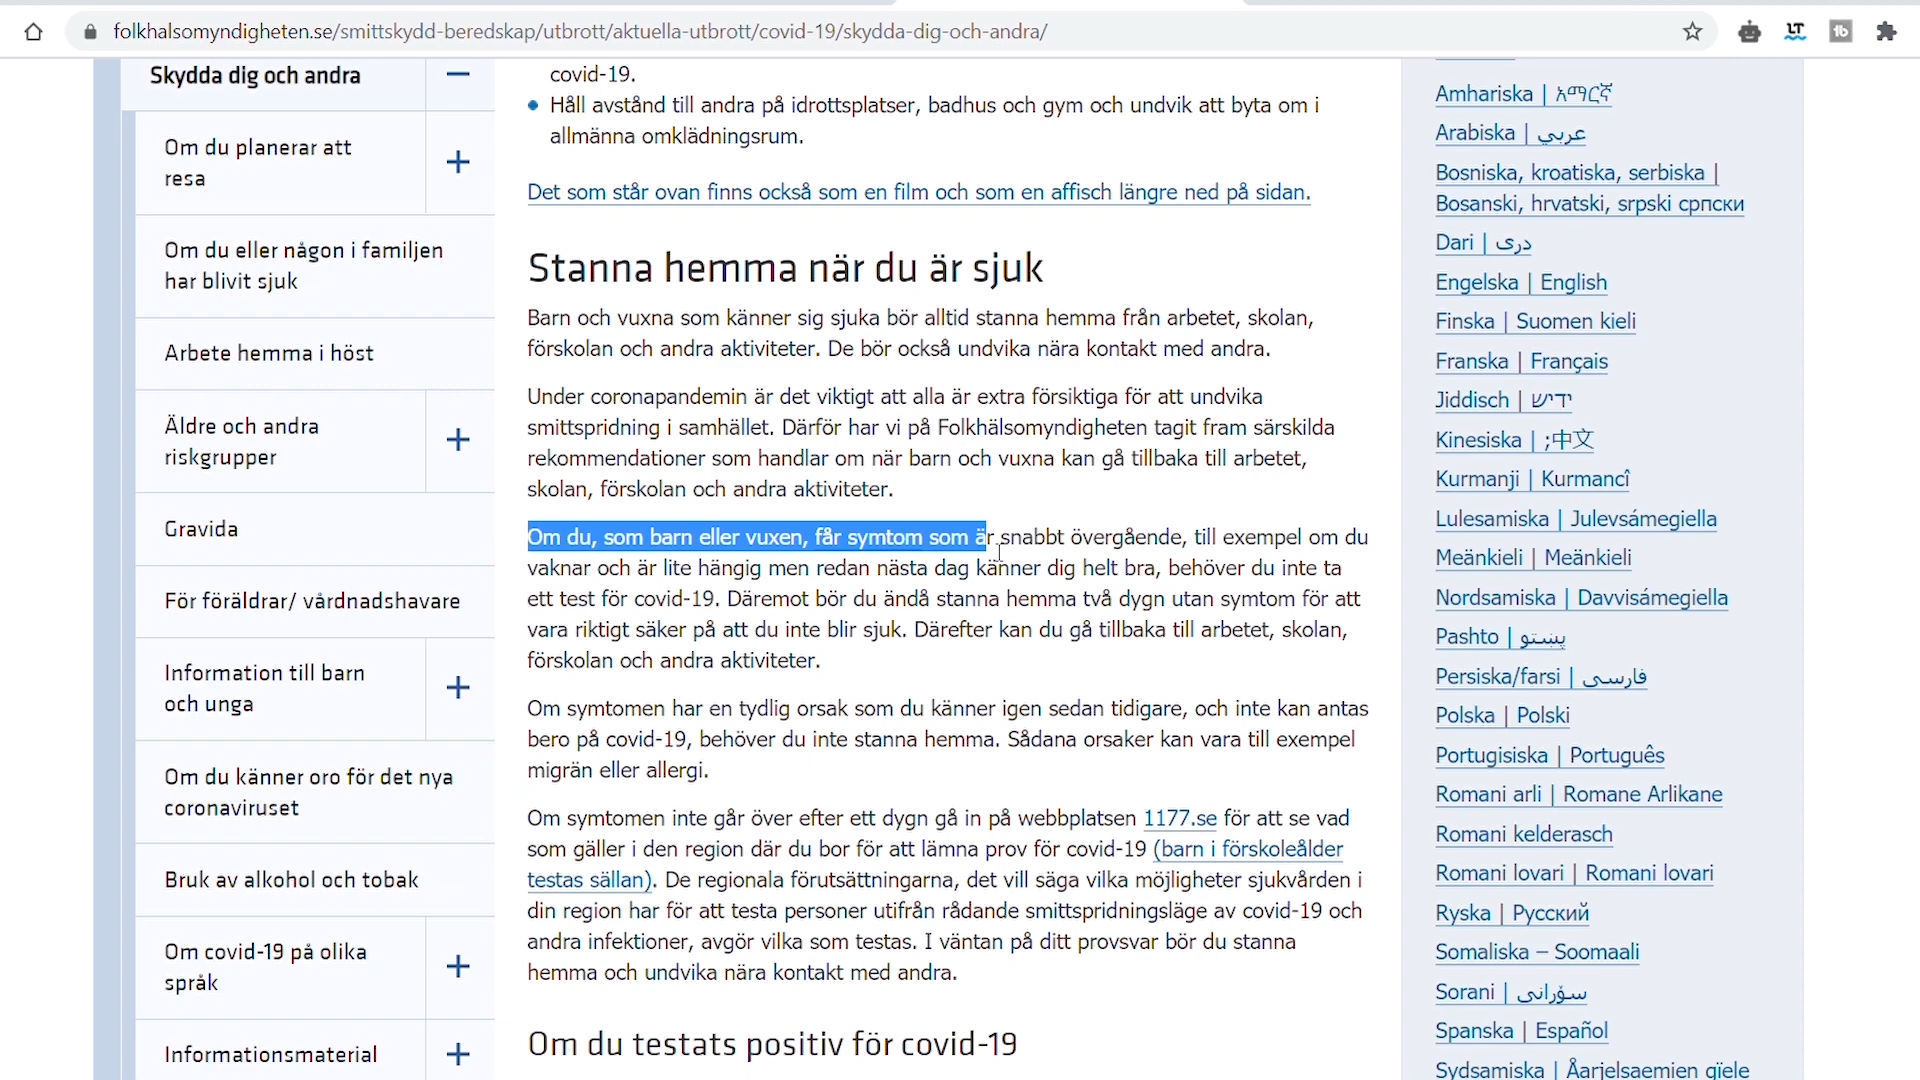 folkhalsomyndigheten.se/smittskydd-beredskap/utbrott/aktuella-utbrott/covid-19/skydda-dig-och-andra/
Skydda dig och andra
Om du planerar att
resa
Om du eller någon i familjen
har blivit sjuk
Arbete hemma i höst
Äldre och andra
riskgrupper
Gravida
För föräldrar/ vårdnadshavare
Information till barn
och unga
Om du känner oro för det nya
coronaviruset
Bruk av alkohol och tobak
Om covid-19 på olika
språk
Informationsmaterial
covid-19.
Håll avstånd till andra på idrottsplatser, badhus och gym och undvik att byta om i
allmänna omklädningsrum.
Det som står ovan finns också som en film och som en affisch längre ned på sidan.
Stanna hemma när du är sjuk
Barn och vuxna som känner sig sjuka bör alltid stanna hemma från arbetet, skolan,
förskolan och andra aktiviteter. De bör också undvika nära kontakt med andra.
Under coronapandemin är det viktigt att alla är extra försiktiga för att undvika
smittspridning i samhället. Därför har vi på Folkhälsomyndigheten tagit fram särskilda
rekommendationer som handlar om när barn och vuxna kan gå tillbaka till arbetet,
skolan, förskolan och andra aktiviteter.
Om du, som barn eller vuxen, får symtom som är snabbt övergående, till exempel om du
vaknar och är lite hängig men redan nästa dag känner dig helt bra, behöver du inte ta
ett test för covid-19. Däremot bör du ändå stanna hemma två dygn utan symtom för att
vara riktigt säker på att du inte blir sjuk. Därefter kan du gå tillbaka till arbetet, skolan,
förskolan och andra aktiviteter.
Om symtomen har en tydlig orsak som du känner igen sedan tidigare, och inte kan antas
bero på covid-19, behöver du inte stanna hemma. Sådana orsaker kan vara till exempel
migrän eller allergi.
Om symtomen inte går över efter ett dygn gå in på webbplatsen 1177.se för att se vad
som gäller i den region där du bor för att lämna prov för covid-19 (barn i förskoleålder
testas sällan). De regionala förutsättningarna, det vill säga vilka möjligheter sjukvården i
din region har för att testa personer utifrån rådande smittspridningsläge av covid-19 och
andra infektioner, avgör vilka som testas. I väntan på ditt provsvar bör du stanna
hemma och undvika nära kontakt med andra.
Om du testats positiv för covid-19
Amhariska | አማርኛ
Arabiska | عربي
Bosniska, kroatiska, serbiska |
Bosanski, hrvatski, srpski српски
Dari | دری
Engelska | English
Finska | Suomen kieli
Franska | Français
Jiddisch | ייִדיש
Kinesiska | ;中文
Kurmanji | Kurmancî
Lulesamiska | Julevsámegiella
Meänkieli | Meänkieli
Nordsamiska | Davvisámegiella
Pashto | پښتو
Persiska/farsi | فارسی
Polska | Polski
Portugisiska | Português
Romani arli | Romane Arlikane
Romani kelderasch
Romani lovari | Romani lovari
Ryska | Русский
Somaliska – Soomaali
Sorani | سۆرانی
Spanska | Español
Sydsamiska | Åarjelsaemien gïele